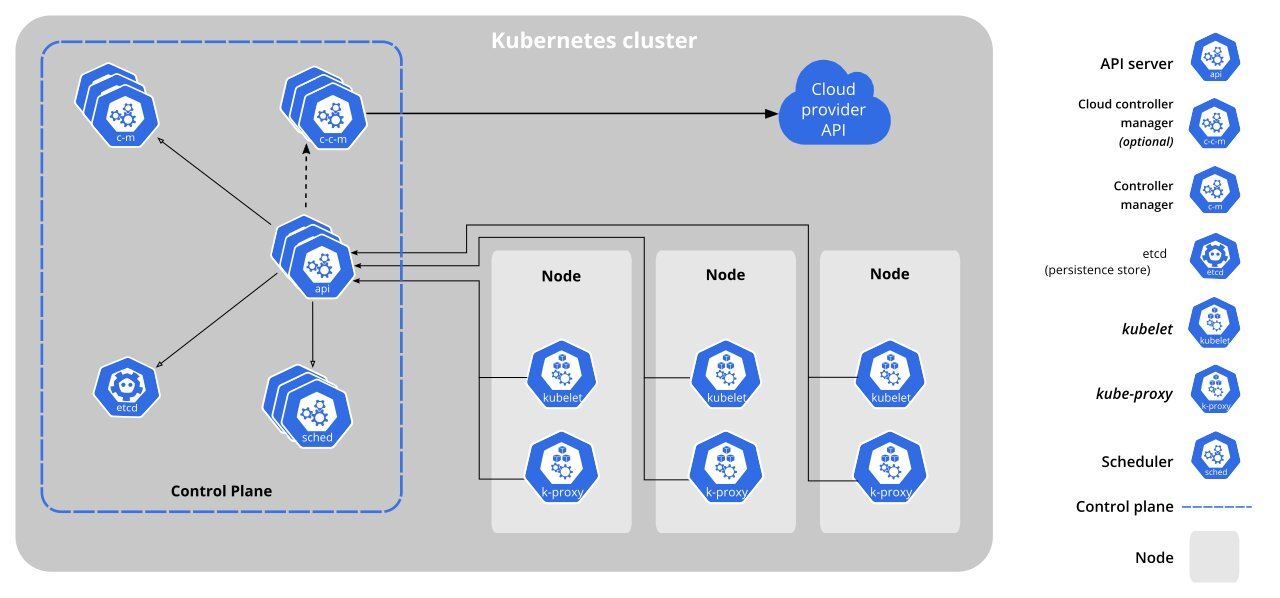 Kubernetes cluster
c-m
c-c-m
Cloud
provider
API
api
etcd
sched
Control Plane
Node
Node
Node
kubelet
kubelet
kubelet
k-proxy
k-proxy
k-proxy
API server
api
Cloud controller
manager
(optional)
c-c-m
Controller
manager
c-m
etcd
(persistence store)
etcd
kubelet
kubelet
kube-proxy
k-proxy
Scheduler
sched
Control plane
Node